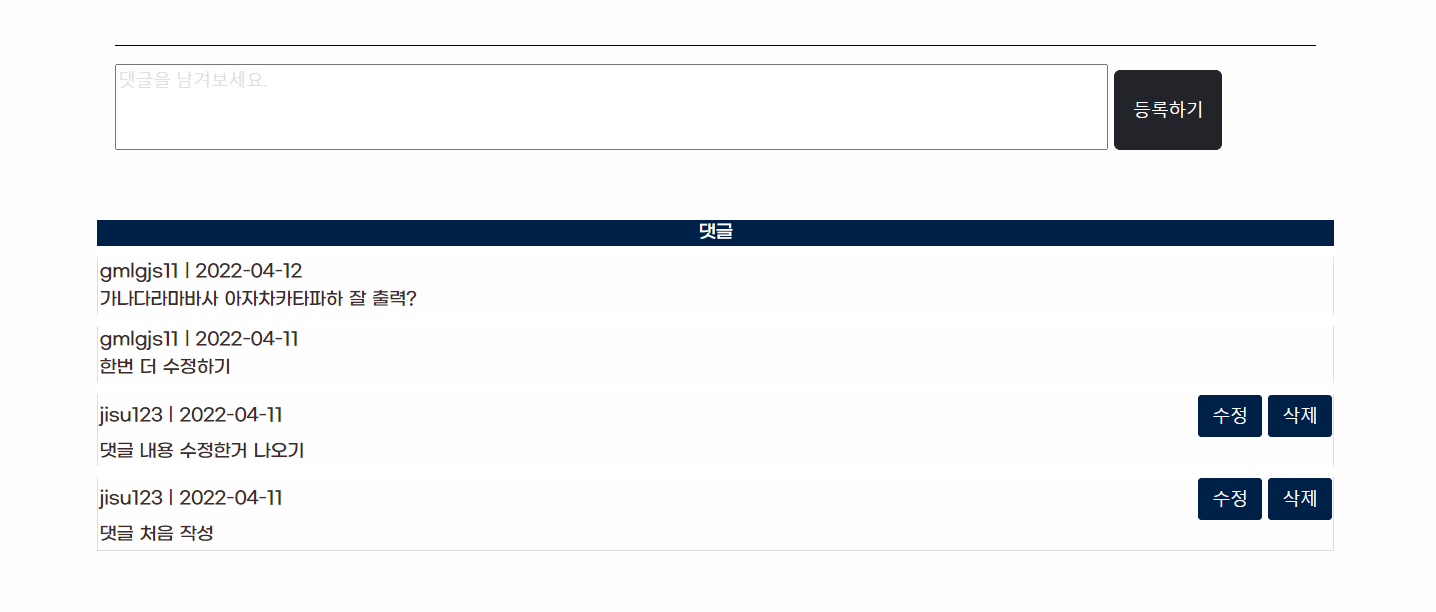 댓글을 남겨보세요.
등록하기
댓글
gmlgjs11 | 2022-04-12
가나다라마바사 아자차카타파하 잘 출력?
gmlgjs11 | 2022-04-11
한번 더 수정하기
jisu123 | 2022-04-11 수정 삭제
댓글 내용 수정한거 나오기
jisu123 | 2022-04-11 수정 삭제
댓글 처음 작성